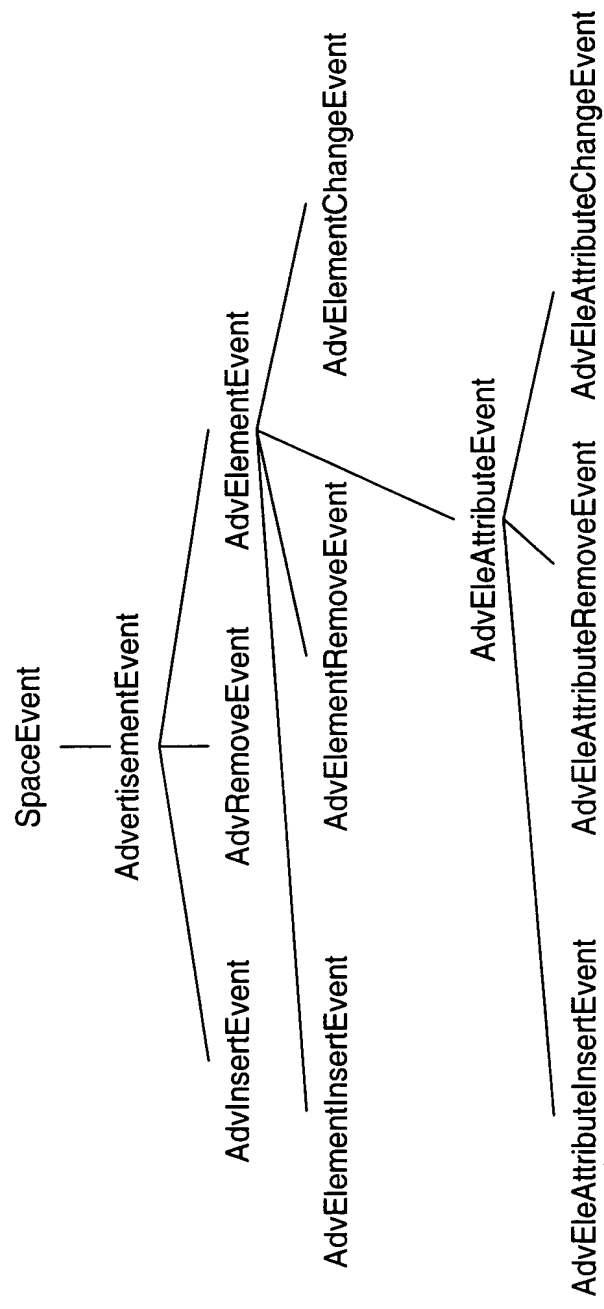 SpaceEvent
AdvertisementEvent
AdvInsertEvent
AdvRemoveEvent
AdvElementEvent
AdvElementInsertEvent
AdvElementRemoveEvent
AdvElementChangeEvent
AdvEleAttributeEvent
AdvEleAttributeInsertEvent
AdvEleAttributeRemoveEvent
AdvEleAttributeChangeEvent